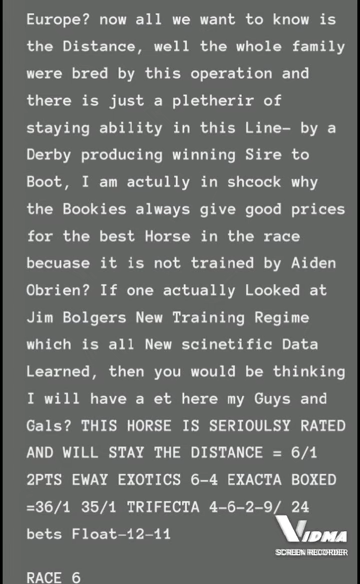 Europe? now all we want to know is
the Distance, well the whole family
were bred by this operation and
there is just a pletherir of
staying ability in this Line- by a
Derby producing winning Sire to
Boot, I am actully in shcock why
the Bookies always give good prices
for the best Horse in the race
becuase it is not trained by Aiden
Obrien? If one actually Looked at
Jim Bolgers New Training Regime
which is all New scinetific Data
Learned, then you would be thinking
I will have a et here my Guys and
Gals? THIS HORSE IS SERIOULSY RATED
AND WILL STAY THE DISTANCE = 6/1
2PTS EWAY EXOTICS 6-4 EXACTA BOXED
=36/1 35/1 TRIFECTA 4-6-2-9/ 24
bets Float-12-11
VIDMA
SCREEN RECORDER
RACE 6